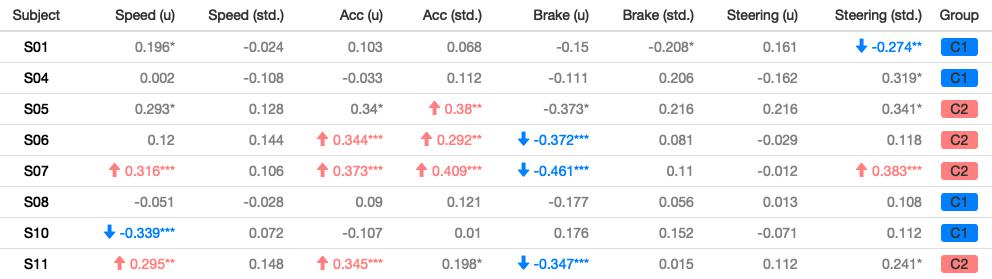 Subject Speed (u) Speed (std.) Acc (u) Acc (std.) Brake (u) Brake (std.) Steering (u) Steering (std.) Group
S01 0.196* -0.024 0.103 0.068 -0.15 -0.208* 0.161 -0.274** C1
S04 0.002 -0.108 -0.033 0.112 -0.111 0.206 -0.162 0.319* C1
S05 0.293* 0.128 0.34* 0.38** -0.373* 0.216 0.216 0.341* C2
S06 0.12 0.144 0.344*** 0.292** -0.372*** 0.081 -0.029 0.118 C2
S07 0.316*** 0.106 0.373*** 0.409*** -0.461*** 0.11 -0.012 0.383*** C2
S08 -0.051 -0.028 0.09 0.121 -0.177 0.056 0.013 0.108 C1
S10 -0.339*** 0.072 -0.107 0.01 0.176 0.152 -0.071 0.112 C1
S11 0.295** 0.148 0.345*** 0.198* -0.347*** 0.015 0.112 0.241* C2